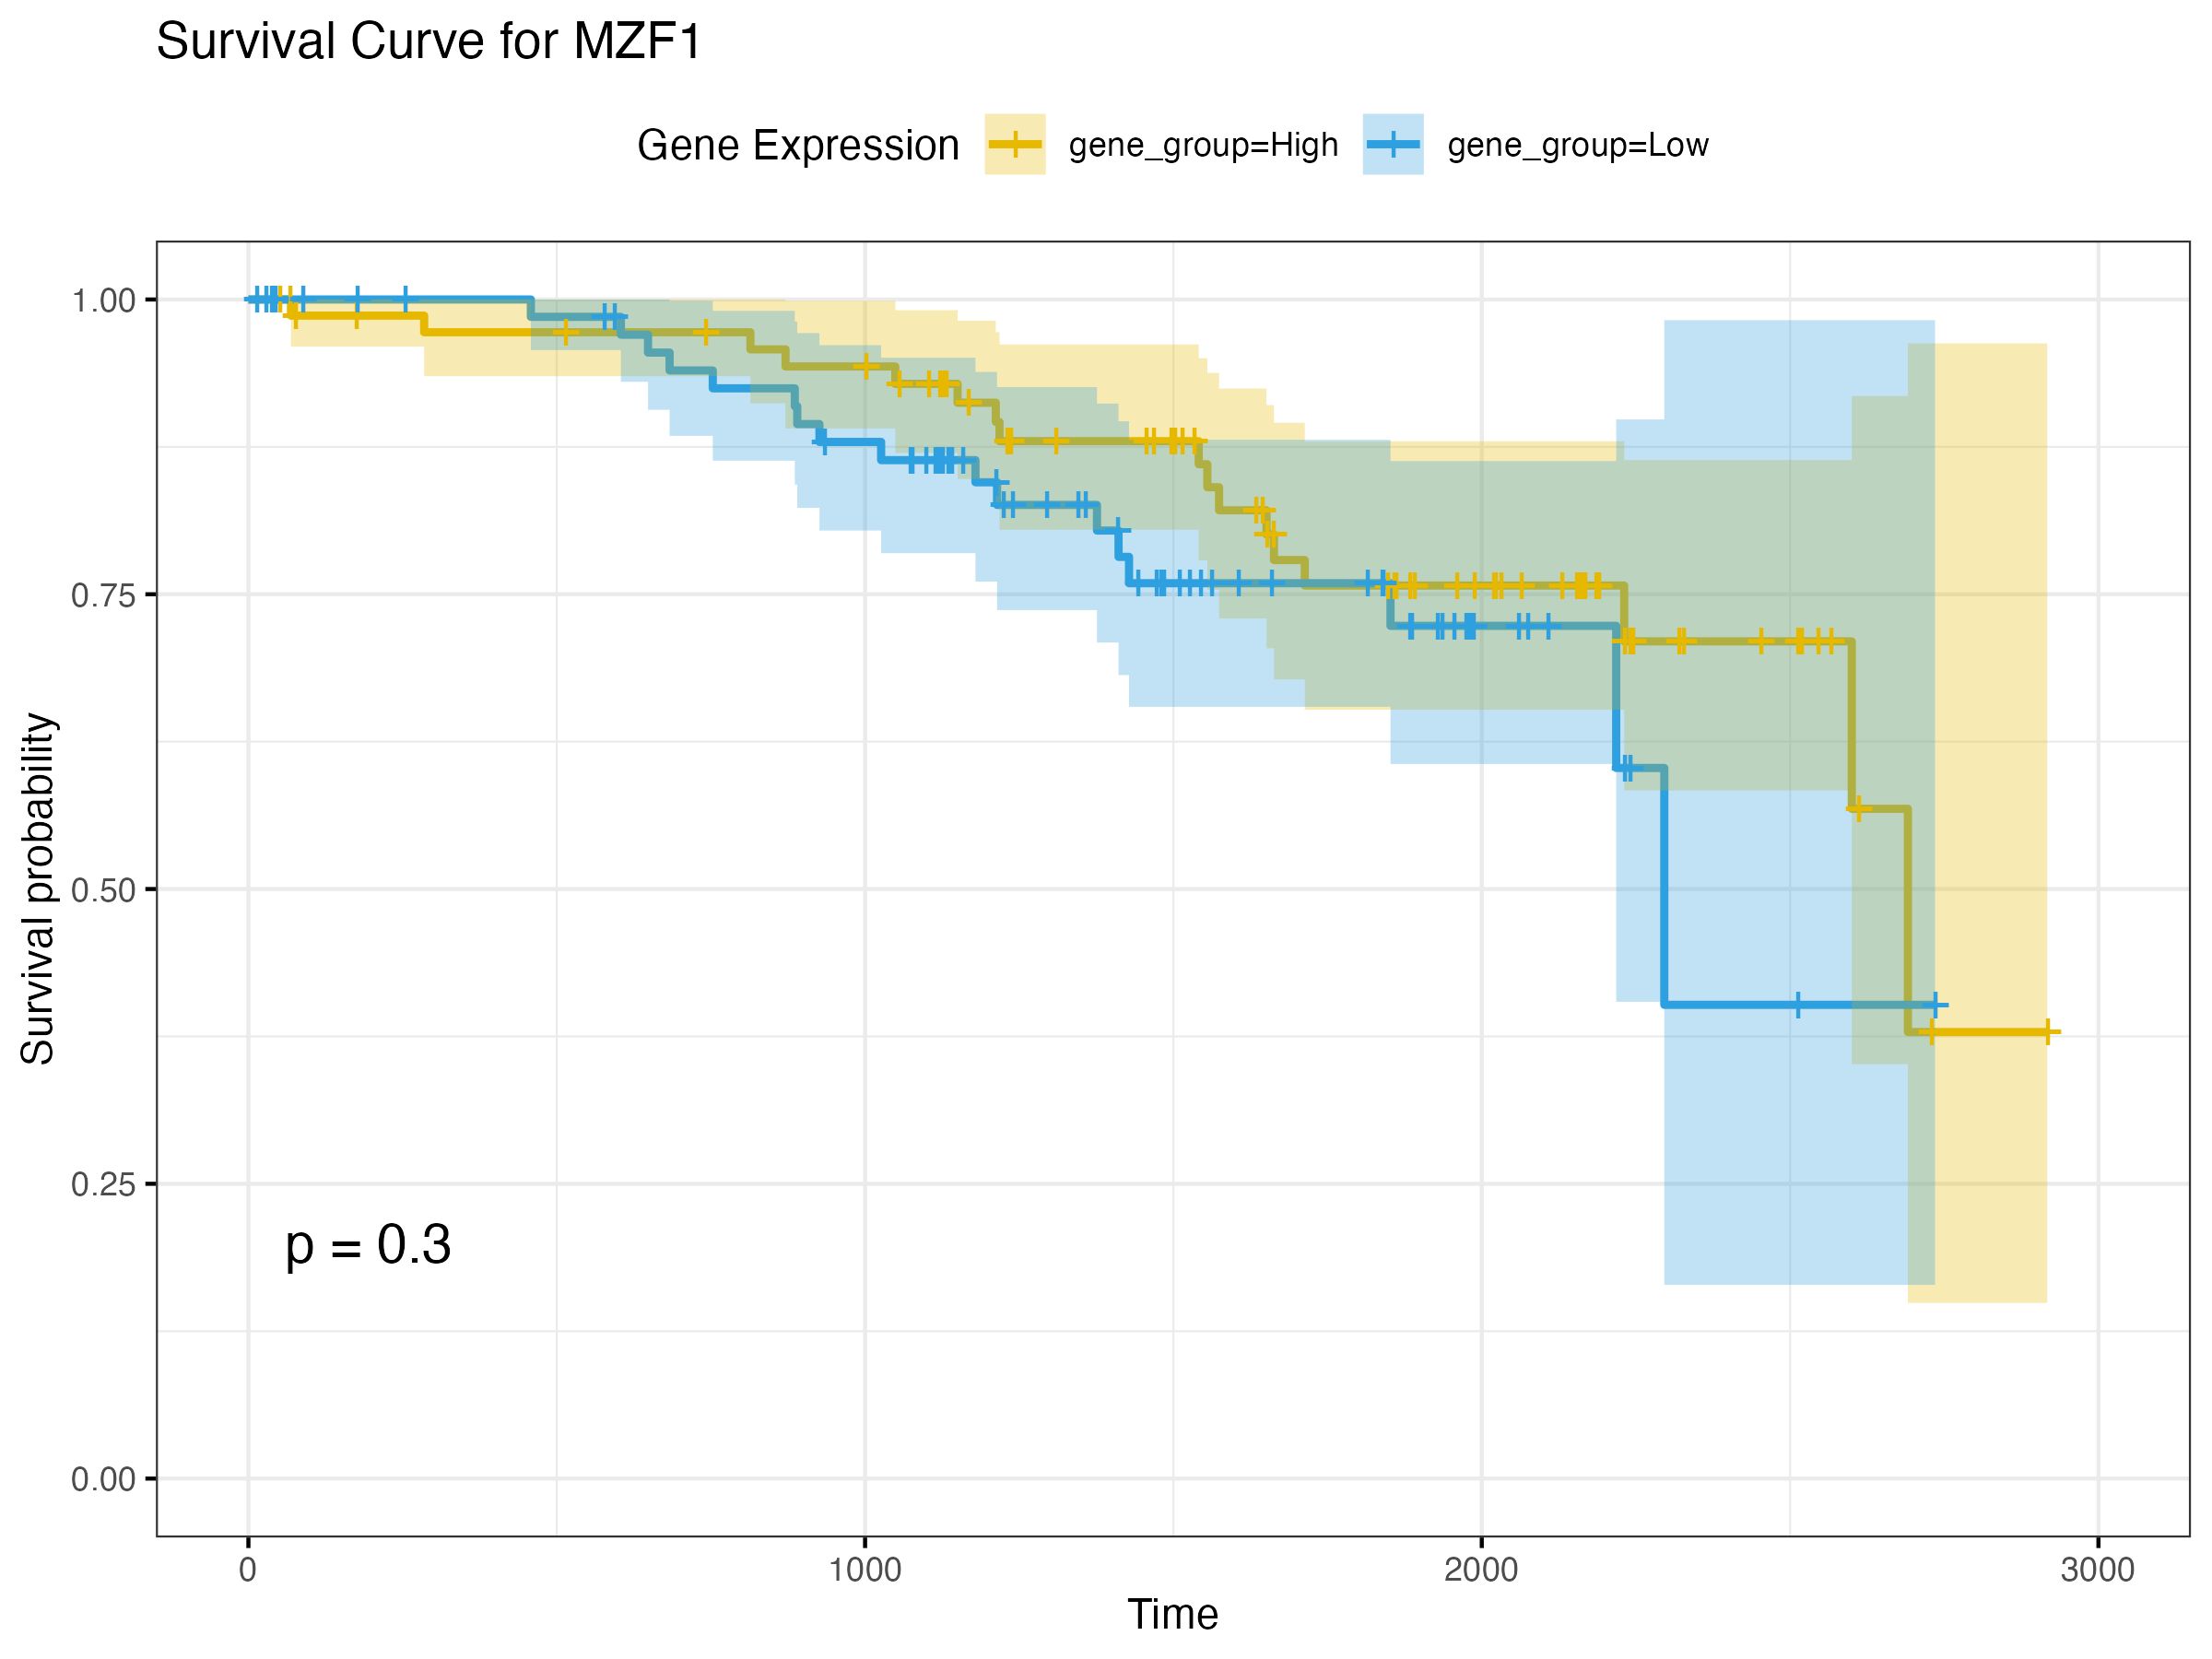 Survival Curve for MZF1
Gene Expression gene_group=High gene_group=Low
Survival probability
1.00
0.75
0.50
0.25
0.00
p = 0.3
0 1000 2000 3000
Time